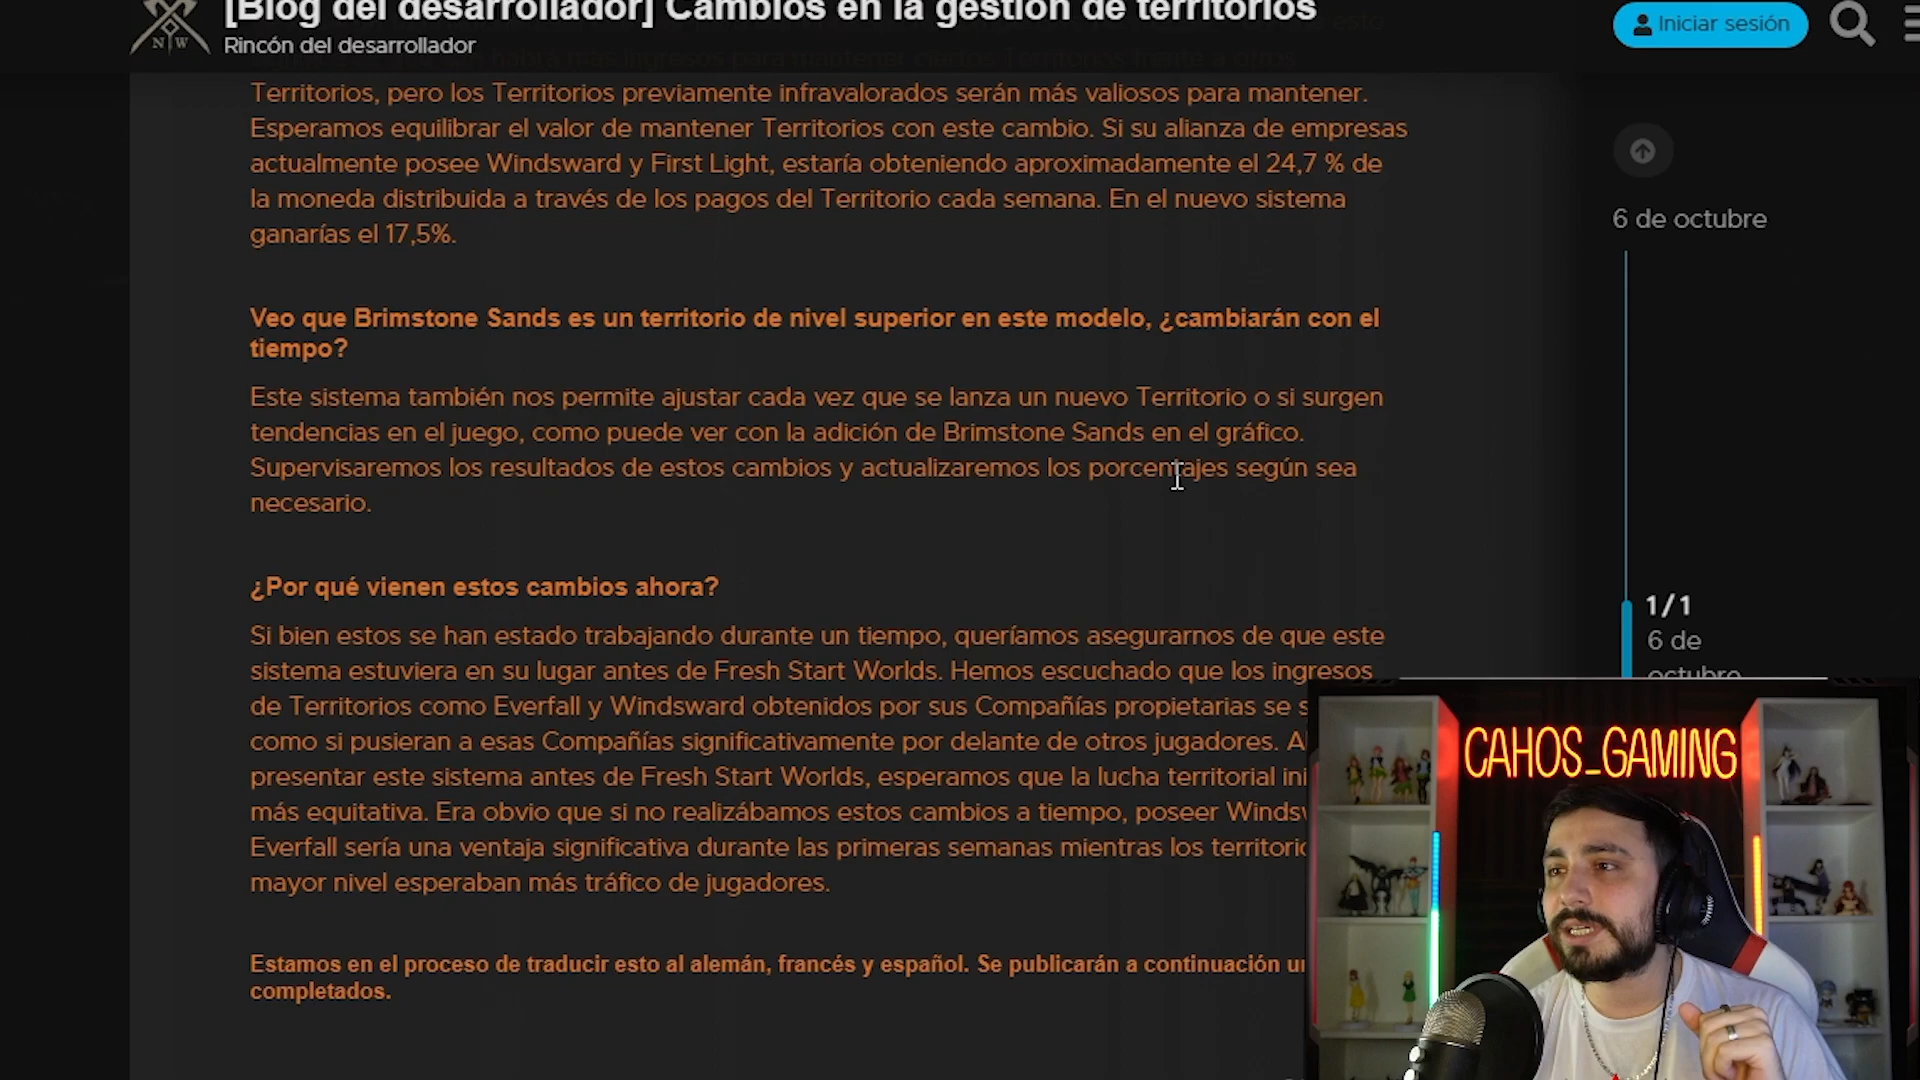 [Blog del desarrollador] Cambios en la gestión de territorios
N W
Rincón del desarrollador
Iniciar sesión
Territorios, pero los Territorios previamente infravalorados serán más valiosos para mantener.
Esperamos equilibrar el valor de mantener Territorios con este cambio. Si su alianza de empresas
actualmente posee Windsward y First Light, estaría obteniendo aproximadamente el 24,7 % de
la moneda distribuida a través de los pagos del Territorio cada semana. En el nuevo sistema
ganarías el 17,5%.
6 de octubre
Veo que Brimstone Sands es un territorio de nivel superior en este modelo, ¿cambiarán con el
tiempo?
Este sistema también nos permite ajustar cada vez que se lanza un nuevo Territorio o si surgen
tendencias en el juego, como puede ver con la adición de Brimstone Sands en el gráfico.
Supervisaremos los resultados de estos cambios y actualizaremos los porcentajes según sea
necesario.
¿Por qué vienen estos cambios ahora?
Si bien estos se han estado trabajando durante un tiempo, queríamos asegurarnos de que este
sistema estuviera en su lugar antes de Fresh Start Worlds. Hemos escuchado que los ingresos
de Territorios como Everfall y Windsward obtenidos por sus Compañías propietarias se
como si pusieran a esas Compañías significativamente por delante de otros jugadores.
presentar este sistema antes de Fresh Start Worlds, esperamos que la lucha territorial
más equitativa. Era obvio que si no realizábamos estos cambios a tiempo, poseer
Everfall sería una ventaja significativa durante las primeras semanas mientras los
mayor nivel esperaban más tráfico de jugadores.
Estamos en el proceso de traducir esto al alemán, francés y español. Se publicarán a continuación
completados.
1/1
6 de
octubre
CAHOS_GAMING